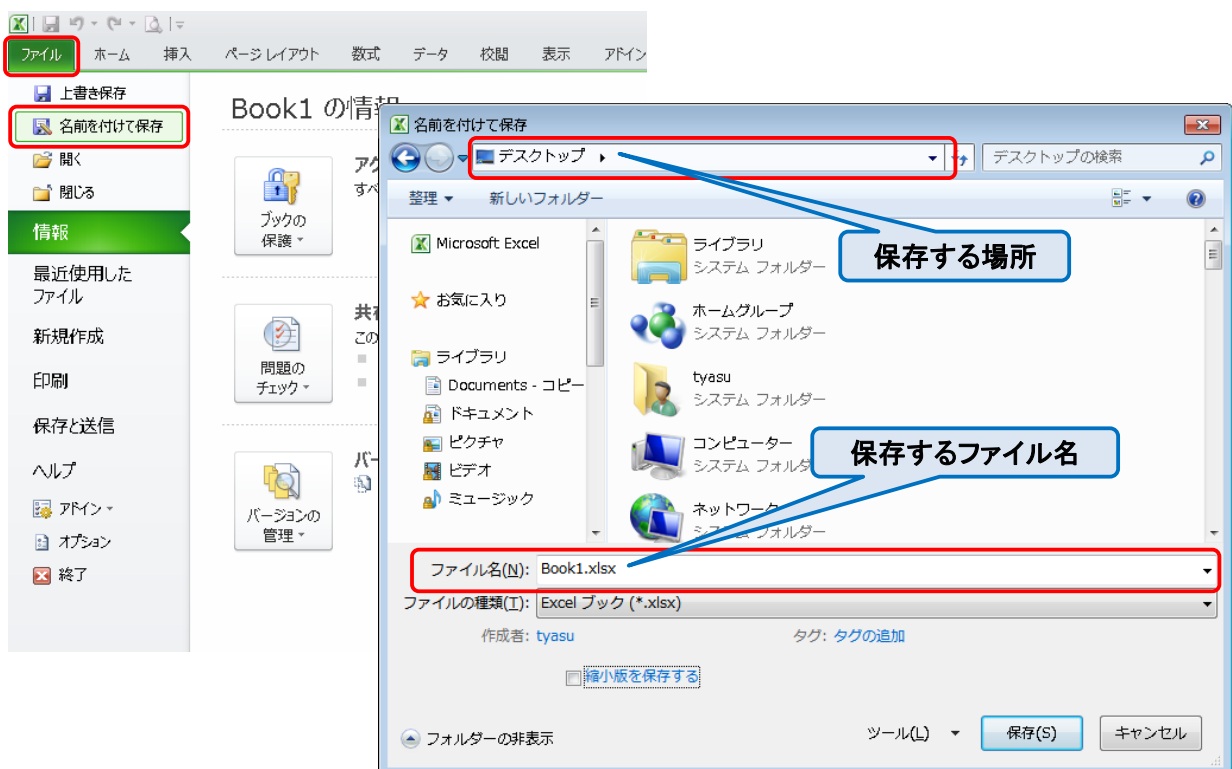 ファイル ホーム 挿入 ページ レイアウト 数式 データ 校閲 表示 アドイン
上書き保存
名前を付けて保存
開く
閉じる
情報
最近使用した
ファイル
新規作成
印刷
保存と送信
ヘルプ
アドイン
オプション
終了
Book1 の情報
ブックの
保護
すべ
共有
この
問題の
チェック
バー
バージョンの
管理
名前を付けて保存
デスクトップ
デスクトップの検索
整理 新しいフォルダー
Microsoft Excel
お気に入り
ライブラリ
Documents - コピー
ドキュメント
ピクチャ
ビデオ
ミュージック
ライブラリ
システム フォルダー
ホームグループ
システム フォルダー
tyasu
システム フォルダー
コンピューター
システム フォルダ
ネットワーク
システム フォルダー
保存する場所
保存するファイル名
ファイル名(N): Book1.xlsx
ファイルの種類(T): Excel ブック (*.xlsx)
作成者: tyasu タグ: タグの追加
縮小版を保存する
フォルダーの非表示 ツール(L) 保存(S) キャンセル